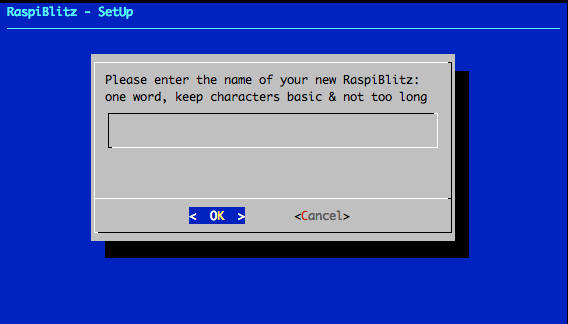 RaspiBlitz - SetUp
Please enter the name of your new RaspiBlitz:
one word, keep characters basic & not too long
<  OK  > <Cancel>